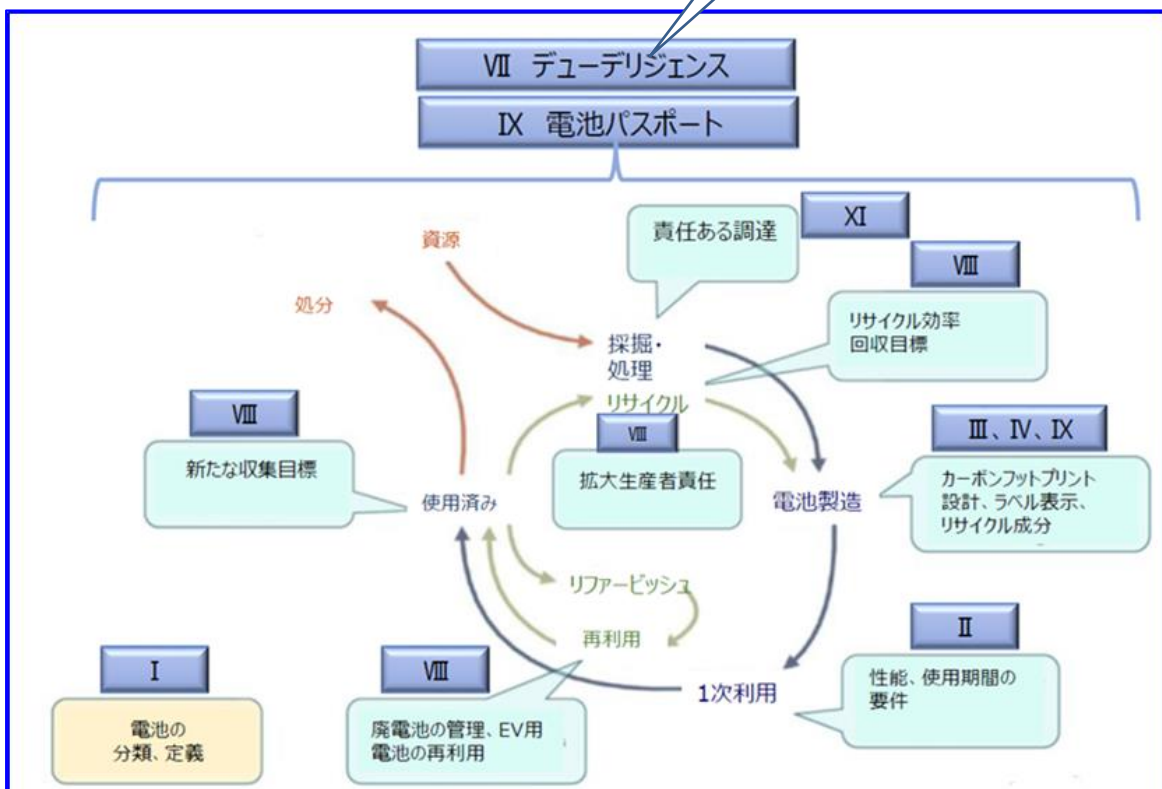 Ⅶ デューデリジェンス
Ⅸ 電池パスポート
資源
処分
責任ある調達
Ⅺ
Ⅷ
リサイクル効率
回収目標
採掘・
処理
リサイクル
Ⅷ
拡大生産者責任
Ⅷ
新たな収集目標
使用済み
Ⅲ、Ⅳ、Ⅸ
カーボンフットプリント
設計、ラベル表示、
リサイクル成分
電池製造
リファービッシュ
再利用
Ⅱ
性能、使用期間の
要件
1次利用
Ⅰ
電池の
分類、定義
Ⅷ
廃電池の管理、EV用
電池の再利用